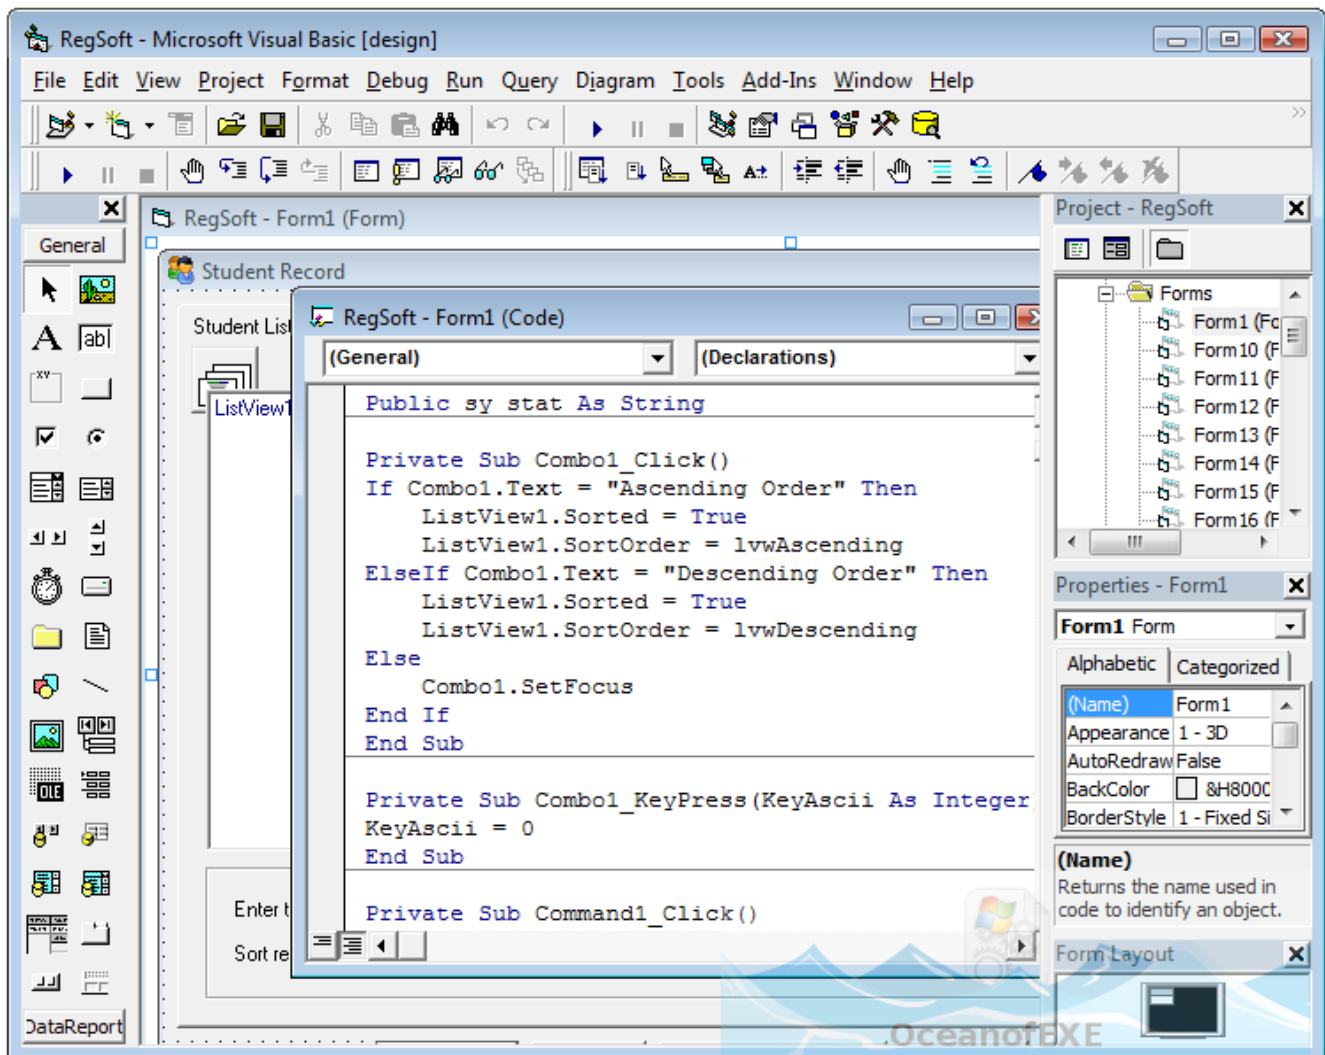 RegSoft - Microsoft Visual Basic [design]
File Edit View Project Format Debug Run Query Diagram Tools Add-Ins Window Help
General
A
ab|
XY
OLE
DataReport
RegSoft - Form1 (Form)
Student Record
Student List
ListView1
Enter t
Sort re
RegSoft - Form1 (Code)
(General) (Declarations)
Public sy stat As String
Private Sub Combo1_Click()
If Combo1.Text = "Ascending Order" Then
ListView1.Sorted = True
ListView1.SortOrder = lvwAscending
ElseIf Combo1.Text = "Descending Order" Then
ListView1.Sorted = True
ListView1.SortOrder = lvwDescending
Else
Combo1.SetFocus
End If
End Sub
Private Sub Combo1_KeyPress(KeyAscii As Integer)
KeyAscii = 0
End Sub
Private Sub Command1_Click()
Project - RegSoft
Forms
Form1 (Fo
Form10 (F
Form11 (F
Form12 (F
Form13 (F
Form14 (F
Form15 (F
Form16 (F
Properties - Form1
Form1 Form
Alphabetic Categorized
(Name) Form1
Appearance 1 - 3D
AutoRedraw False
BackColor &H8000
BorderStyle 1 - Fixed Si
(Name)
Returns the name used in
code to identify an object.
Form Layout
OceanofEXE